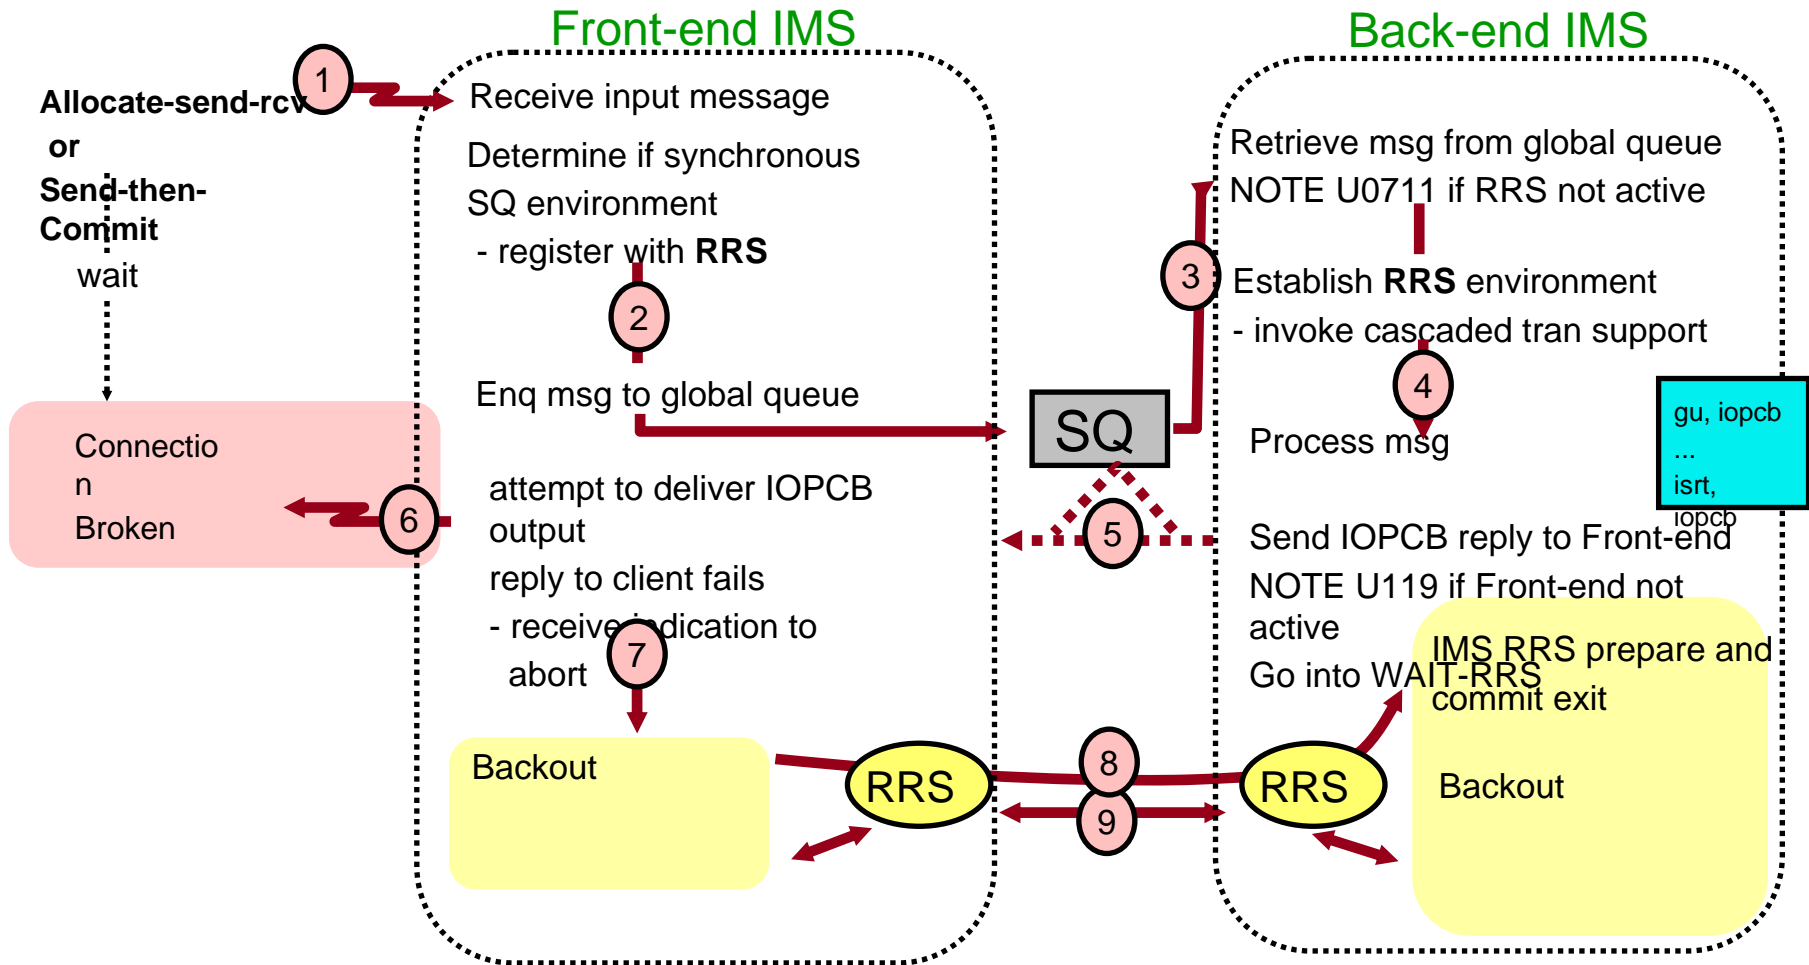 Front-end IMS
Back-end IMS
1
Allocate-send-rcv
or
Send-then-
Commit
wait
Connectio
n
Broken
Receive input message
Determine if synchronous
SQ environment
- register with RRS
2
Enq msg to global queue
attempt to deliver IOPCB
output
reply to client fails
- receive indication to
abort
6
7
Backout
RRS
SQ
3
5
8
9
Retrieve msg from global queue
NOTE U0711 if RRS not active
Establish RRS environment
- invoke cascaded tran support
4
Process msg
gu, iopcb
...
isrt,
iopcb
Send IOPCB reply to Front-end
NOTE U119 if Front-end not
active
Go into WAIT-RRS
IMS RRS prepare and
commit exit
RRS
Backout